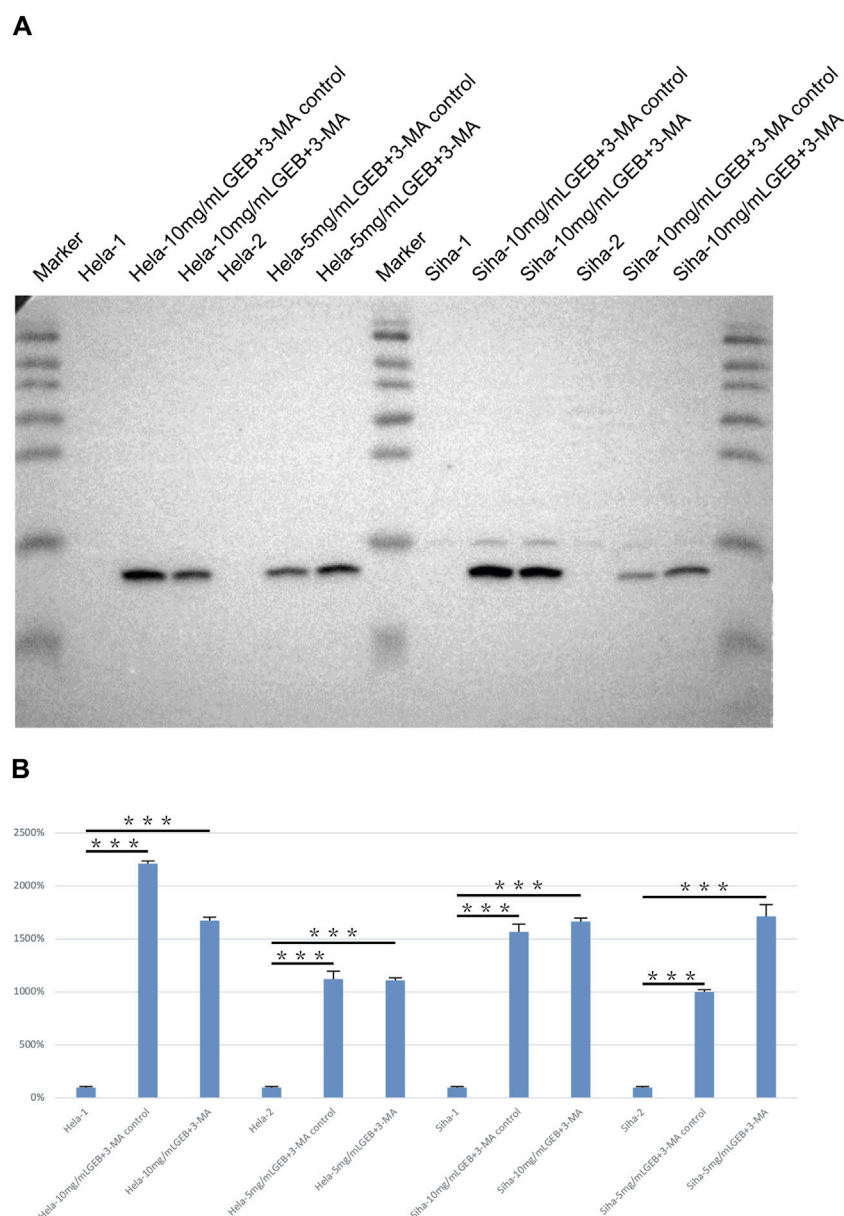 A
Marker
Hela-1
Hela-10mg/mLGEB+3-MA control
Hela-10mg/mLGEB+3-MA
Hela-2
Hela-5mg/mLGEB+3-MA control
Hela-5mg/mLGEB+3-MA
Marker
Siha-1
Siha-10mg/mLGEB+3-MA control
Siha-10mg/mLGEB+3-MA
Siha-2
Siha-10mg/mLGEB+3-MA control
Siha-10mg/mLGEB+3-MA
B
2500%
2000%
1500%
1000%
500%
0%
* * *
* * *
* * *
* * *
* * *
* * *
* * *
* * *
Hela-1
Hela-10mg/mLGEB+3-MA control
Hela-10mg/mLGEB+3-MA
Hela-2
Hela-5mg/mLGEB+3-MA control
Hela-5mg/mLGEB+3-MA
Siha-1
Siha-10mg/mLGEB+3-MA control
Siha-10mg/mLGEB+3-MA
Siha-2
Siha-5mg/mLGEB+3-MA control
Siha-5mg/mLGEB+3-MA